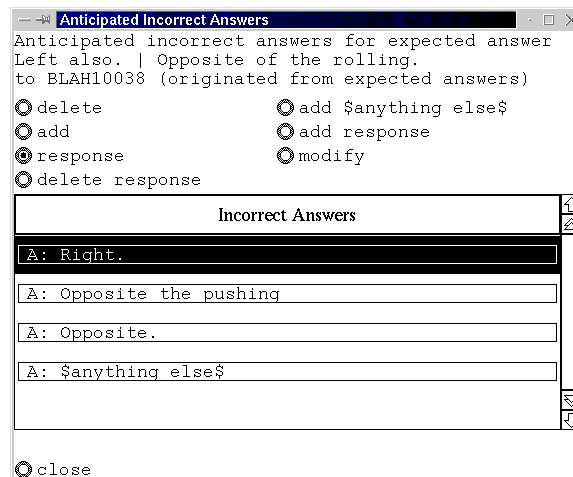 Anticipated Incorrect Answers
Anticipated incorrect answers for expected answer
Left also. | Opposite of the rolling.
to BLAH10038 (originated from expected answers)
delete
add $anything else$
add
add response
response
modify
delete response
Incorrect Answers
A: Right.
A: Opposite the pushing
A: Opposite.
A: $anything else$
close